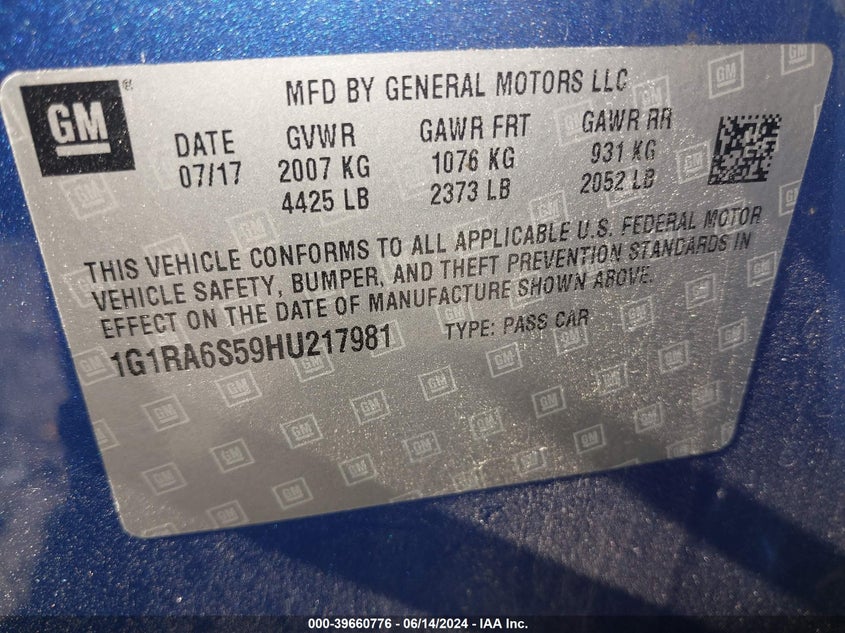 GM
MFD BY GENERAL MOTORS LLC
DATE GVWR GAWR FRT GAWR RR
07/17 2007 KG 1076 KG 931 KG
4425 LB 2373 LB 2052 LB
THIS VEHICLE CONFORMS TO ALL APPLICABLE U.S. FEDERAL MOTOR
VEHICLE SAFETY, BUMPER, AND THEFT PREVENTION STANDARDS IN
EFFECT ON THE DATE OF MANUFACTURE SHOWN ABOVE.
1G1RA6S59HU217981 TYPE: PASS CAR
000-39660776 - 06/14/2024 - IAA Inc.